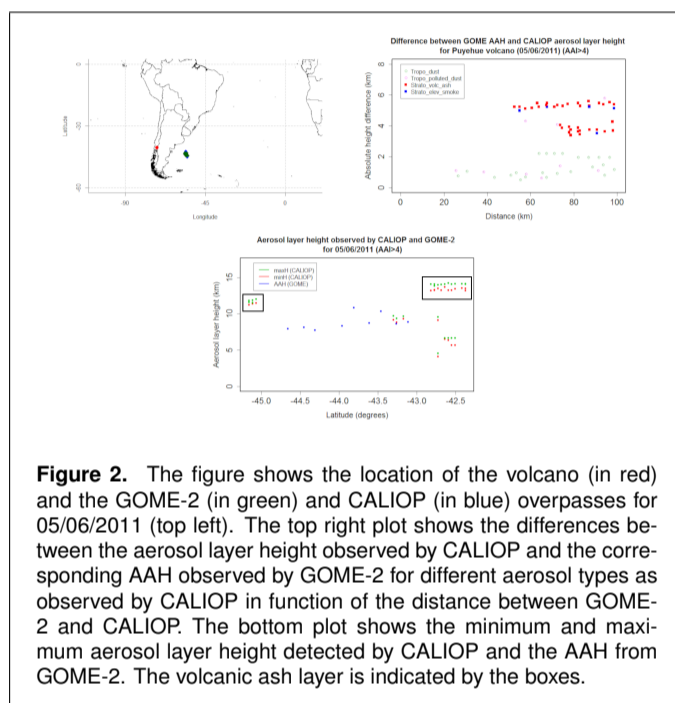 0
-30
-60
Latitude
-90
-45
0
Longitude
Difference between GOME AAH and CALIOP aerosol layer height
for Puyehue volcano (05/06/2011) (AAI>4)
Tropo_dust
Tropo_polluted_dust
Strato_volc_ash
Strato_elev_smoke
8
6
4
2
0
Absolute height difference (km)
0 20 40 60 80 100
Distance (km)
Aerosol layer height observed by CALIOP and GOME-2
for 05/06/2011 (AAI>4)
maxH (CALIOP)
minH (CALIOP)
AAH (GOME)
15
10
5
0
Aerosol layer height (km)
-45.0 -44.5 -44.0 -43.5 -43.0 -42.5
Latitude (degrees)
Figure 2. The figure shows the location of the volcano (in red)
and the GOME-2 (in green) and CALIOP (in blue) overpasses for
05/06/2011 (top left). The top right plot shows the differences be-
tween the aerosol layer height observed by CALIOP and the corre-
sponding AAH observed by GOME-2 for different aerosol types as
observed by CALIOP in function of the distance between GOME-
2 and CALIOP. The bottom plot shows the minimum and maxi-
mum aerosol layer height detected by CALIOP and the AAH from
GOME-2. The volcanic ash layer is indicated by the boxes.